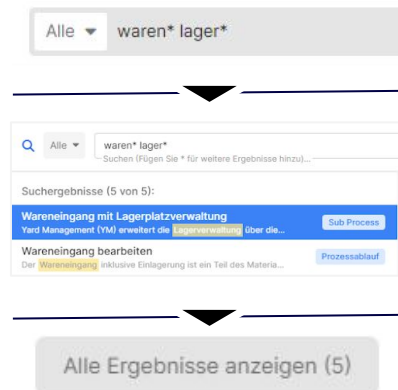 Alle waren* lager*
Alle waren* lager*
Suchen (Fügen Sie * für weitere Ergebnisse hinzu)...
Suchergebnisse (5 von 5):
Wareneingang mit Lagerplatzverwaltung
Yard Management (YM) erweitert die Lagerverwaltung über die...
Sub Process
Wareneingang bearbeiten
Der Wareneingang inklusive Einlagerung ist ein Teil des Materia...
Prozessablauf
Alle Ergebnisse anzeigen (5)